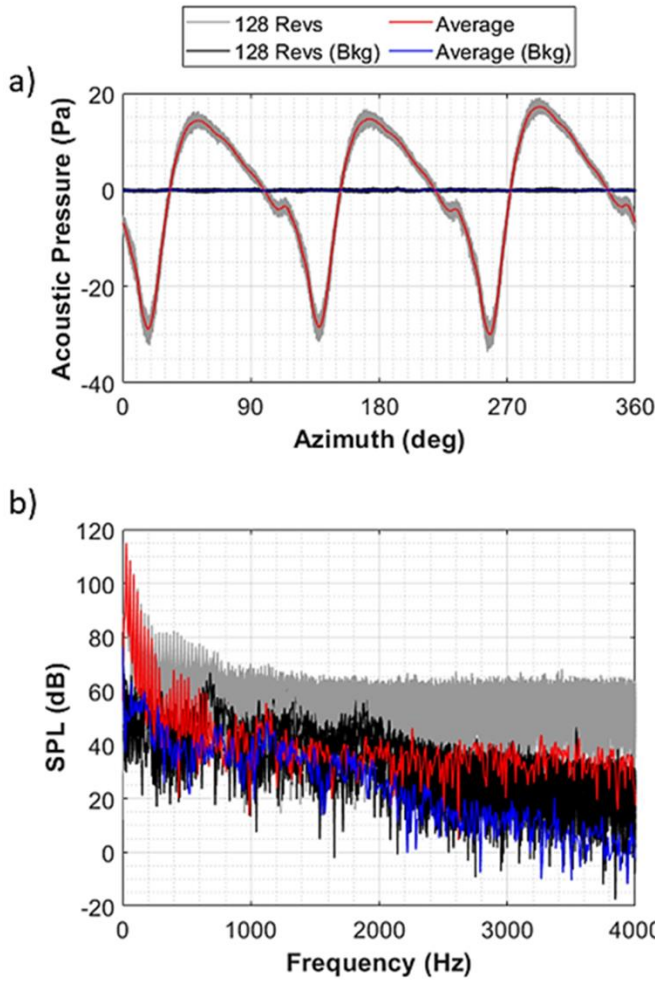 128 Revs Average
128 Revs (Bkg) Average (Bkg)
a)
20
0
-20
-40
Acoustic Pressure (Pa)
0 90 180 270 360
Azimuth (deg)
b)
120
100
80
60
40
20
0
-20
SPL (dB)
0 1000 2000 3000 4000
Frequency (Hz)